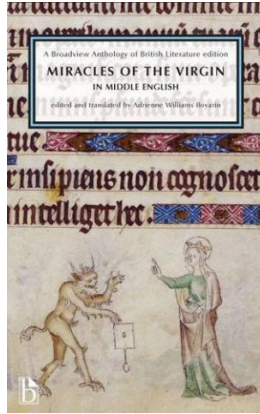 A Broadview Anthology of British Literature edition
MIRACLES OF THE VIRGIN
IN MIDDLE ENGLISH
edited and translated by Adrienne Williams Boyarin
tue.
r insipiens non cognoscet
intelliget hec.
b